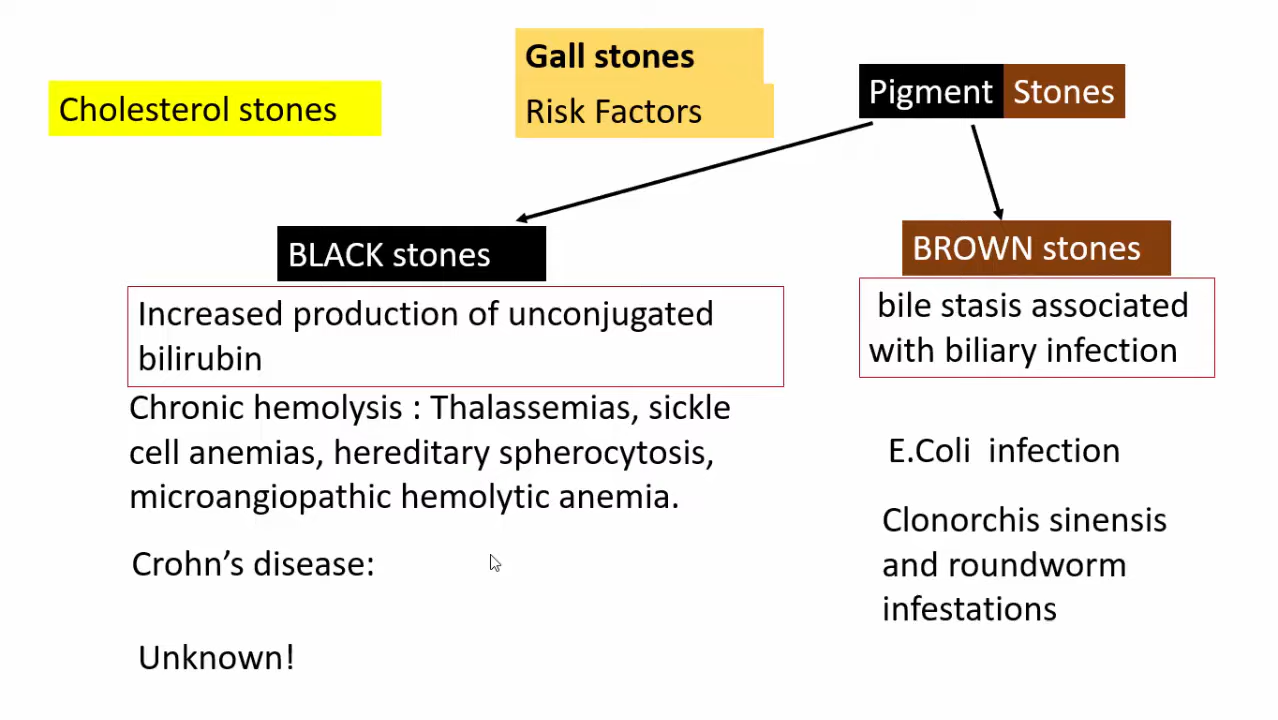 Gall stones
Risk Factors
Cholesterol stones
Pigment Stones
BLACK stones
Increased production of unconjugated
bilirubin
Chronic hemolysis : Thalassemias, sickle
cell anemias, hereditary spherocytosis,
microangiopathic hemolytic anemia.
Crohn’s disease:
Unknown!
BROWN stones
bile stasis associated
with biliary infection
E.Coli infection
Clonorchis sinensis
and roundworm
infestations